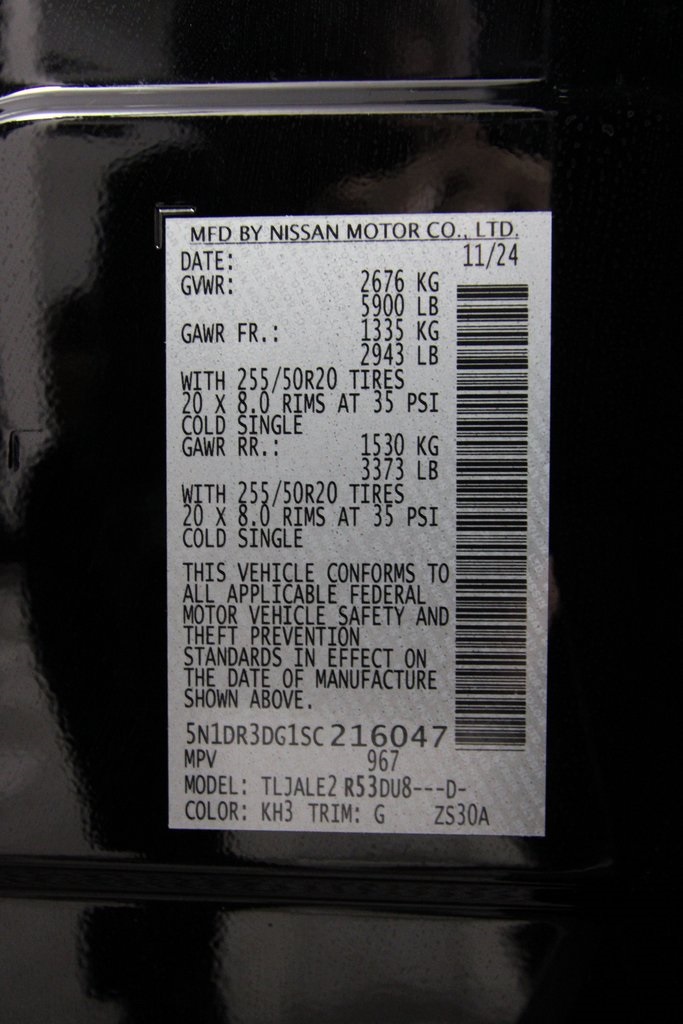 MFD BY NISSAN MOTOR CO., LTD.
DATE: 11/24
GVWR: 2676 KG
5900 LB
GAWR FR.: 1335 KG
2943 LB
WITH 255/50R20 TIRES
20 X 8.0 RIMS AT 35 PSI
COLD SINGLE
GAWR RR.: 1530 KG
3373 LB
WITH 255/50R20 TIRES
20 X 8.0 RIMS AT 35 PSI
COLD SINGLE
THIS VEHICLE CONFORMS TO
ALL APPLICABLE FEDERAL
MOTOR VEHICLE SAFETY AND
THEFT PREVENTION
STANDARDS IN EFFECT ON
THE DATE OF MANUFACTURE
SHOWN ABOVE.
5N1DR3DG1SC216047
MPV 967
MODEL: TLJALE2 R53DU8---D-
COLOR: KH3 TRIM: G ZS30A